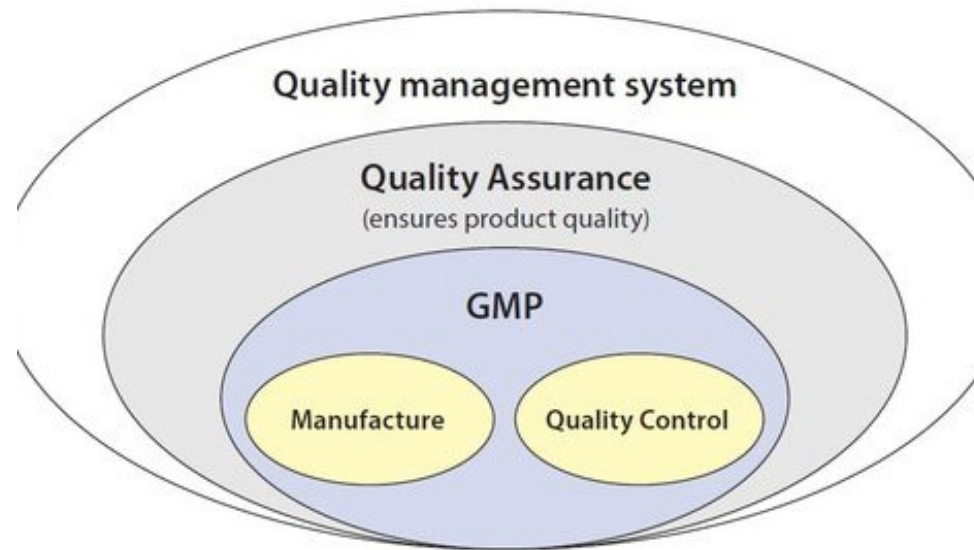 Quality management system
Quality Assurance
(ensures product quality)
GMP
Manufacture
Quality Control